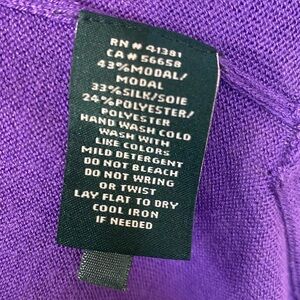 RN # 41381
CA # 56658
43%MODAL/
MODAL
33%SILK/SOIE
24%POLYESTER/
POLYESTER
HAND WASH COLD
WASH WITH
LIKE COLORS
MILD DETERGENT
DO NOT BLEACH
DO NOT WRING
OR TWIST
LAY FLAT TO DRY
COOL IRON
IF NEEDED